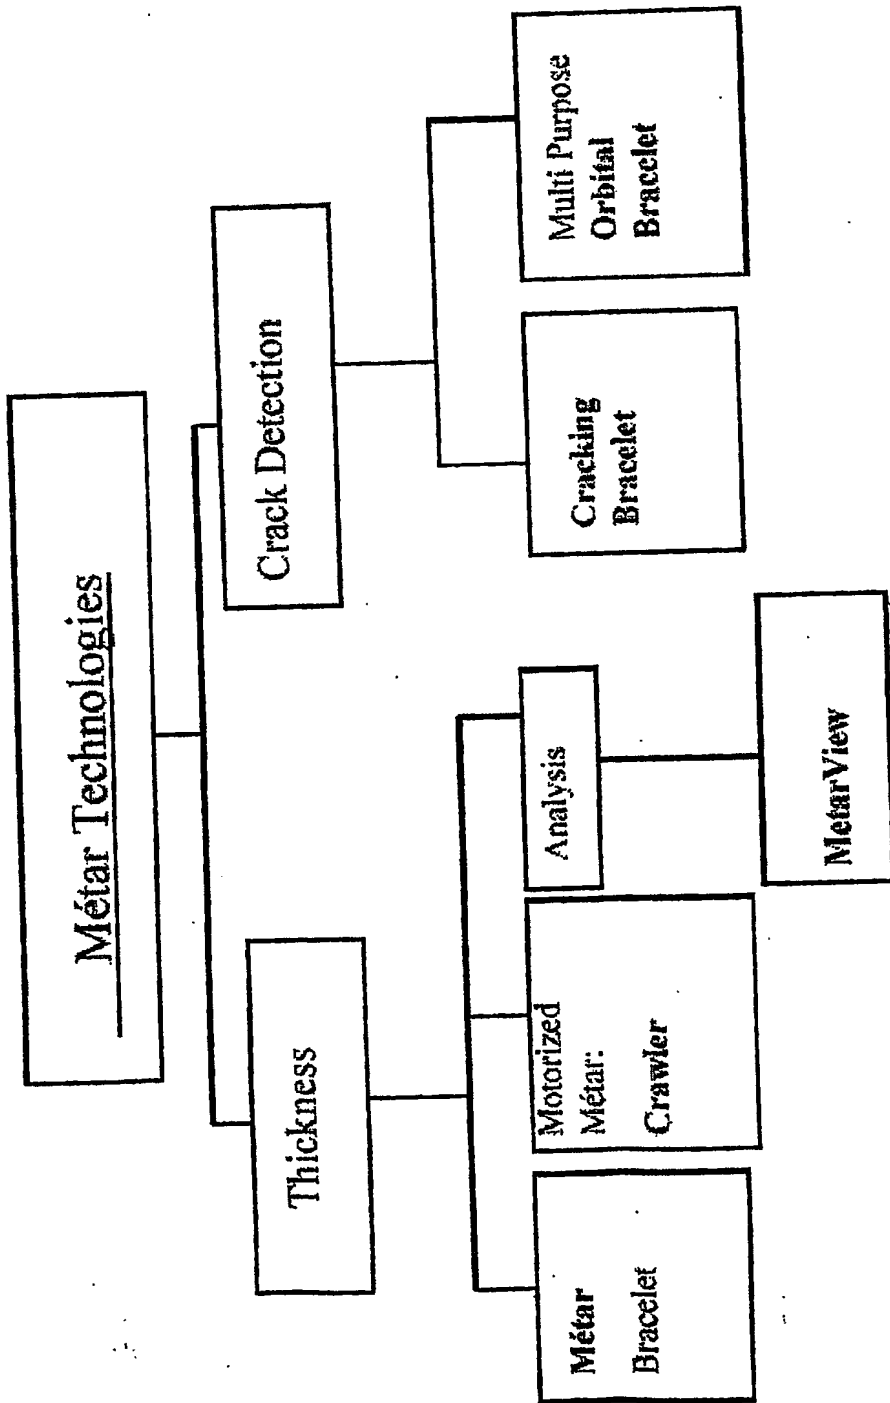 Métar Technologies
Thickness
Crack Detection
Métar
Bracelet
Motorized
Métar:
Crawler
Analysis
Cracking
Bracelet
Multi Purpose
Orbital
Bracelet
MetarView